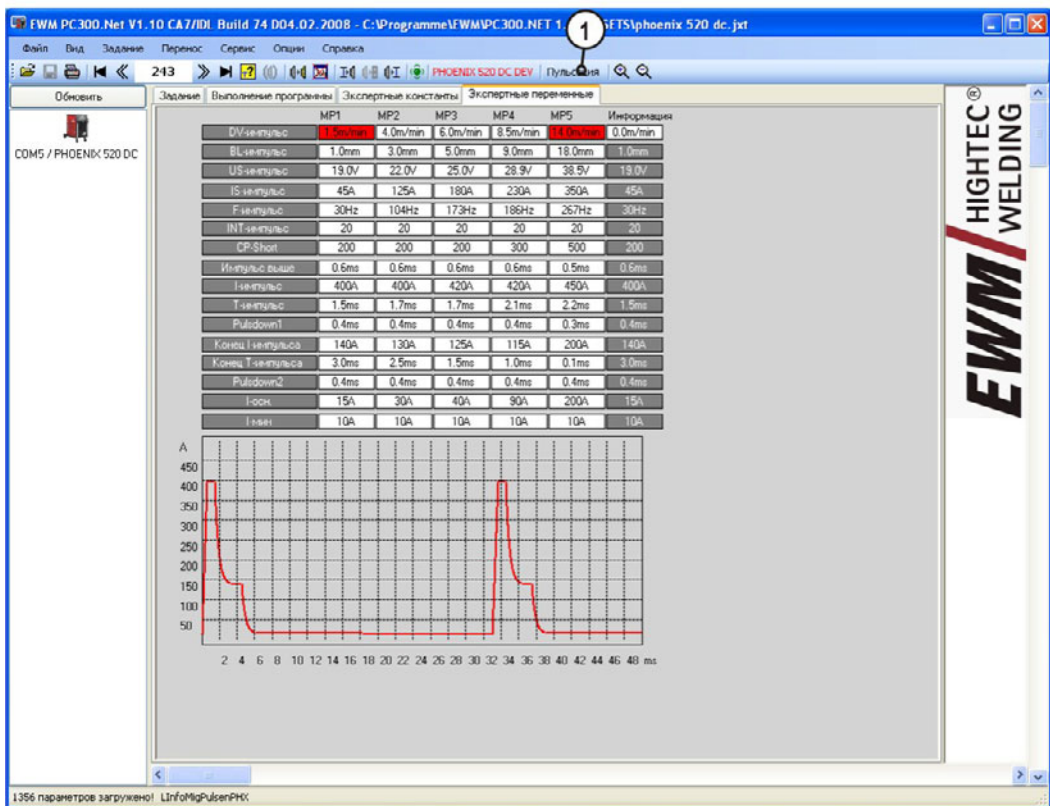 EWM PC300.Net V1.10 CA7/IDL Build 74 D04.02.2008 - C:\Programme\EWM\PC300.NET 1. SETS\phoenix 520 dc.jxt
1
Файл Вид Задание Перенос Сервис Опции Справка
243 PHOENIX 520 DC DEV Пульсация
Обновить
COM5 / PHOENIX 520 DC
Задание Выполнение программы Экспертные константы Экспертные переменные
MP1 MP2 MP3 MP4 MP5 Информация
DV-импульс 1.5m/min 4.0m/min 6.0m/min 8.5m/min 14.0m/min 0.0m/min
BL-импульс 1.0mm 3.0mm 5.0mm 9.0mm 18.0mm 1.0mm
US-импульс 19.0V 22.0V 25.0V 28.9V 38.5V 19.0V
IS-импульс 45A 125A 180A 230A 350A 45A
F-импульс 30Hz 104Hz 173Hz 186Hz 267Hz 30Hz
INT-импульс 20 20 20 20 20 20
CP-Short 200 200 200 300 500 200
Импульс выше 0.6ms 0.6ms 0.6ms 0.6ms 0.5ms 0.6ms
I-импульс 400A 400A 420A 420A 450A 400A
T-импульс 1.5ms 1.7ms 1.7ms 2.1ms 2.2ms 1.5ms
Pulsdown1 0.4ms 0.4ms 0.4ms 0.4ms 0.3ms 0.4ms
Конец I-импульса 140A 130A 125A 115A 200A 140A
Конец T-импульса 3.0ms 2.5ms 1.5ms 1.0ms 0.1ms 3.0ms
Pulsdown2 0.4ms 0.4ms 0.4ms 0.4ms 0.4ms 0.4ms
I-осн. 15A 30A 40A 90A 200A 15A
I-мин 10A 10A 10A 10A 10A 10A
A
450
400
350
300
250
200
150
100
50
2 4 6 8 10 12 14 16 18 20 22 24 26 28 30 32 34 36 38 40 42 44 46 48 ms
EWM HIGHTEC ® WELDING
1356 параметров загружено! LInfoMigPulsenPHX